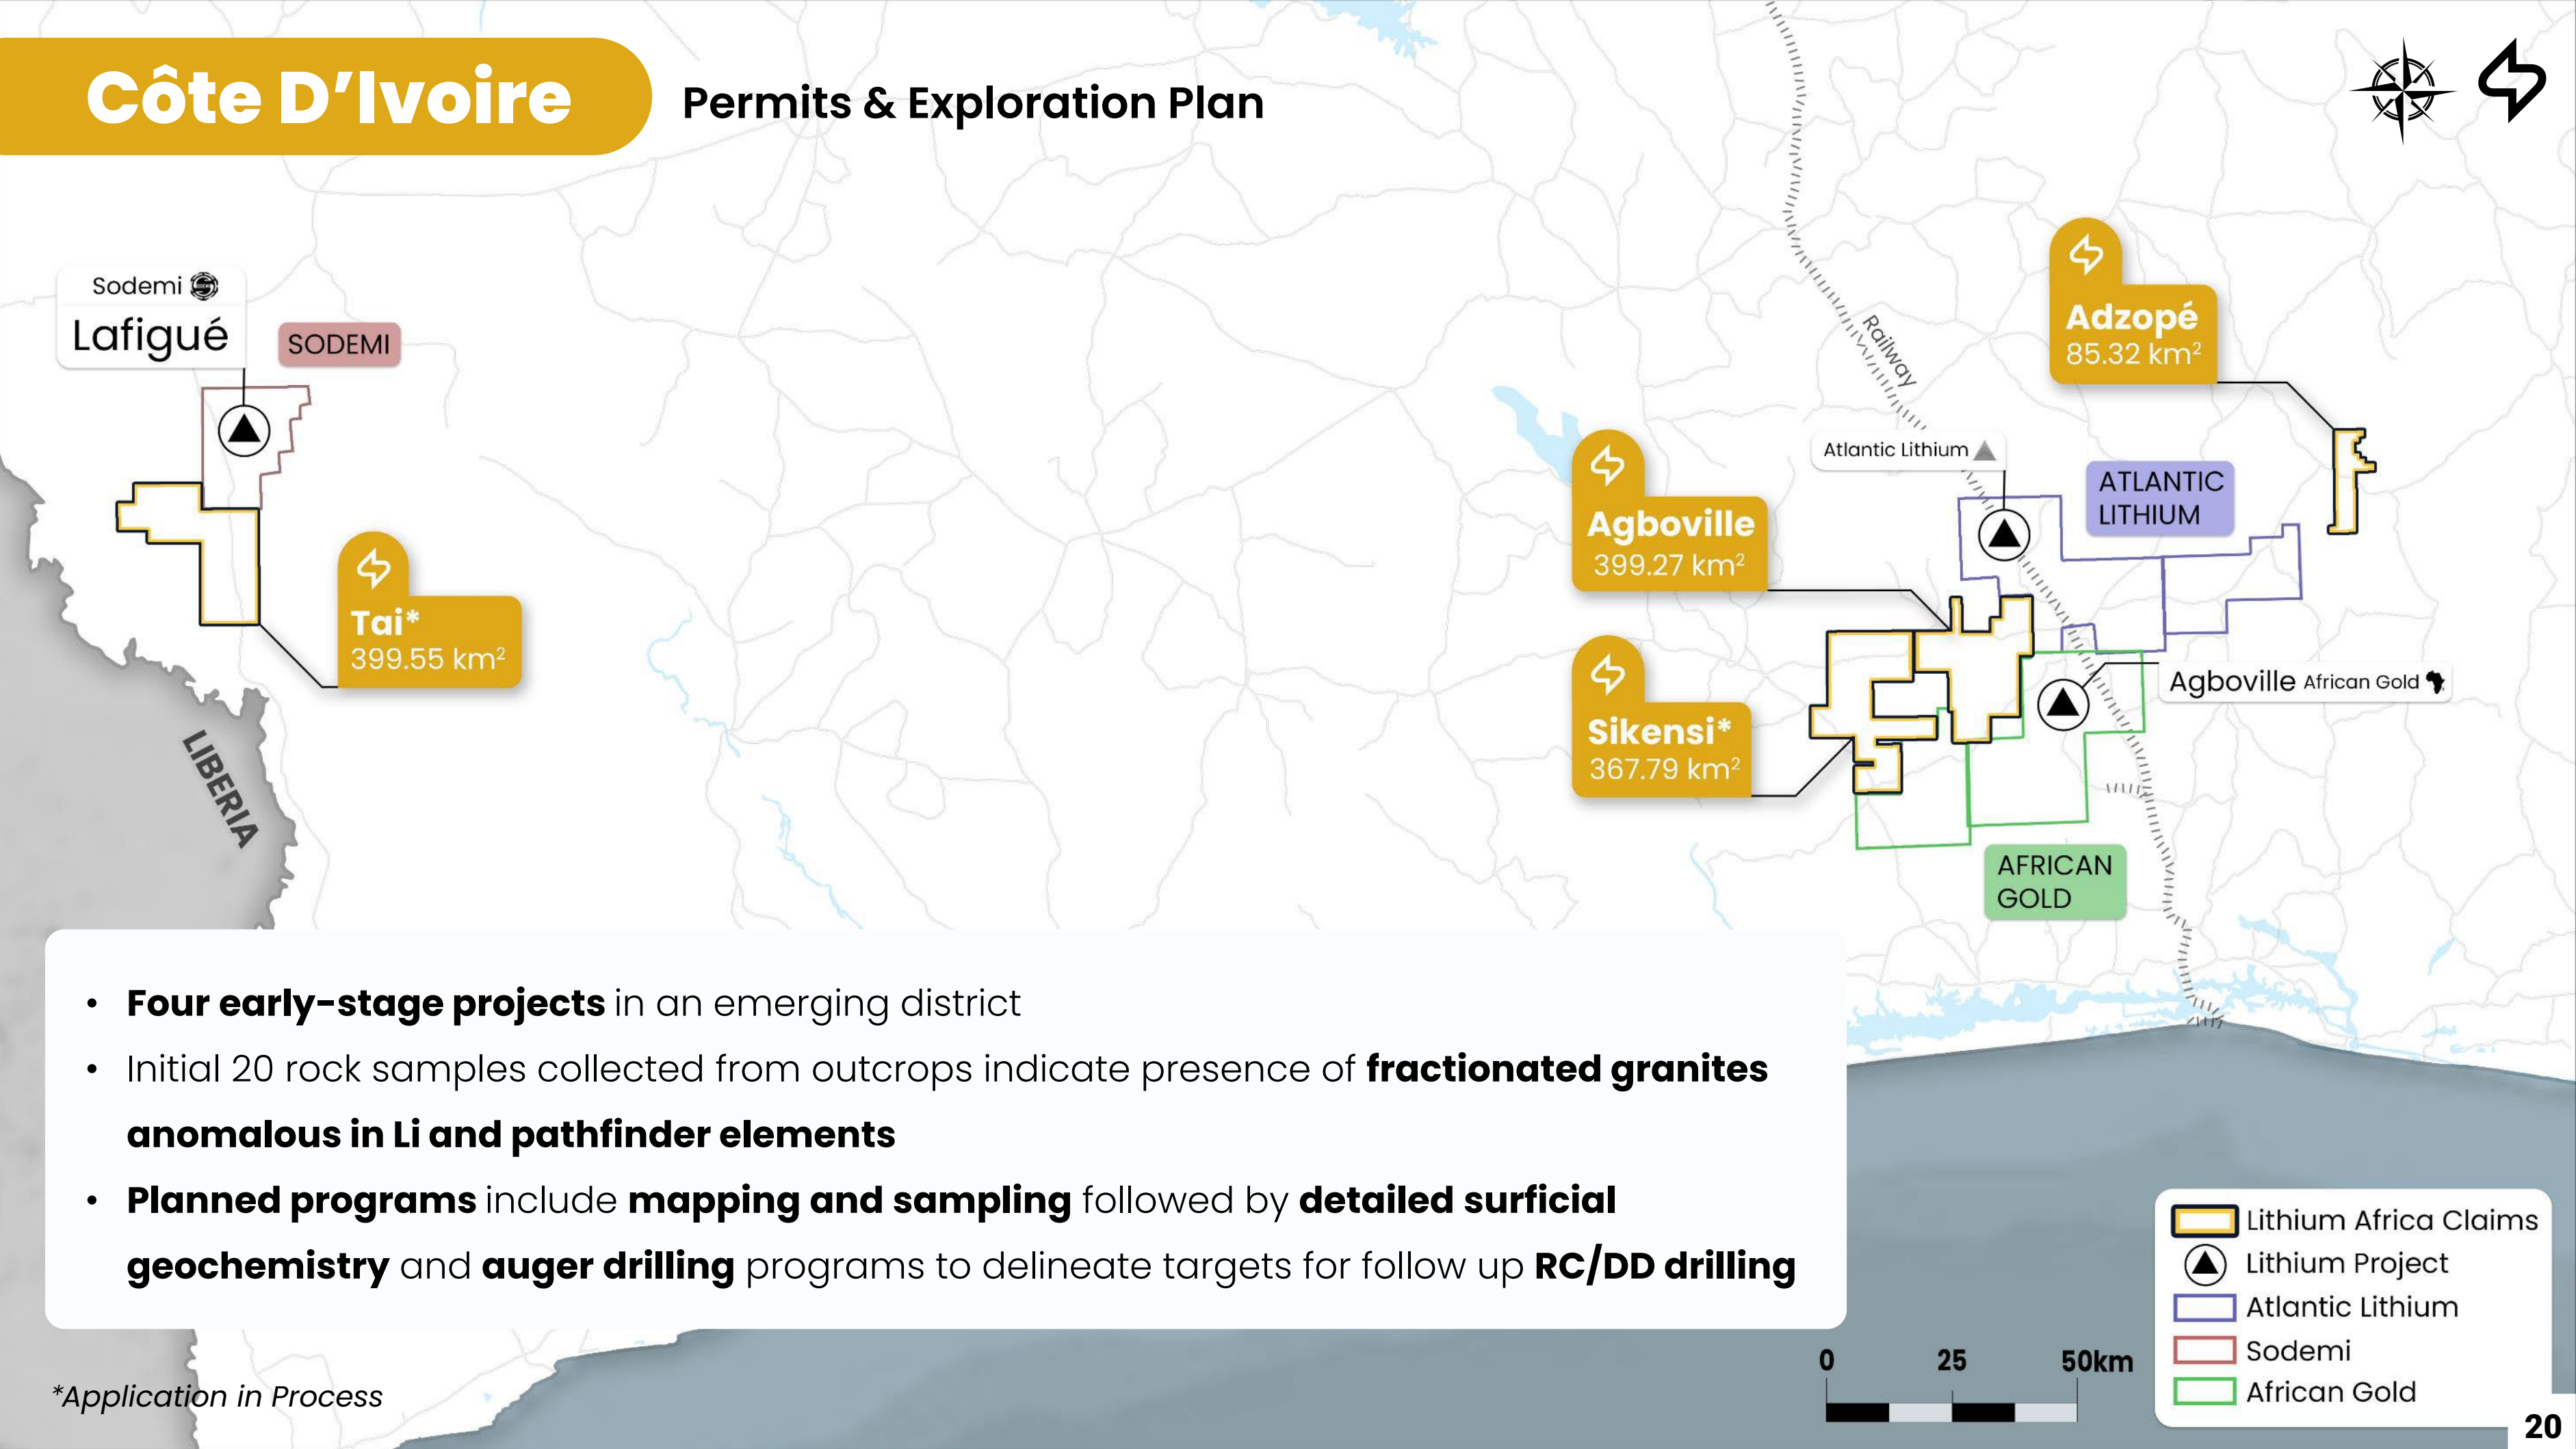 Côte D’Ivoire
Permits & Exploration Plan
Sodemi
Lafigué
SODEMI
Tai*
399.55 km²
LIBERIA
Railway
Adzopé
85.32 km²
Atlantic Lithium
ATLANTIC
LITHIUM
Agboville
399.27 km²
Sikensi*
367.79 km²
Agboville African Gold
AFRICAN
GOLD
• Four early-stage projects in an emerging district
• Initial 20 rock samples collected from outcrops indicate presence of fractionated granites
anomalous in Li and pathfinder elements
• Planned programs include mapping and sampling followed by detailed surficial
geochemistry and auger drilling programs to delineate targets for follow up RC/DD drilling
*Application in Process
0 25 50km
Lithium Africa Claims
Lithium Project
Atlantic Lithium
Sodemi
African Gold
20